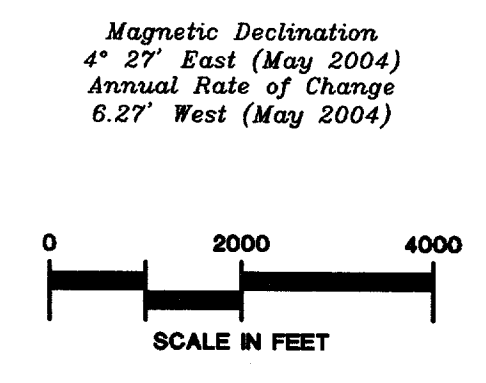 Magnetic Declination
4° 27' East (May 2004)
Annual Rate of Change
6.27' West (May 2004)
0 2000 4000
SCALE IN FEET